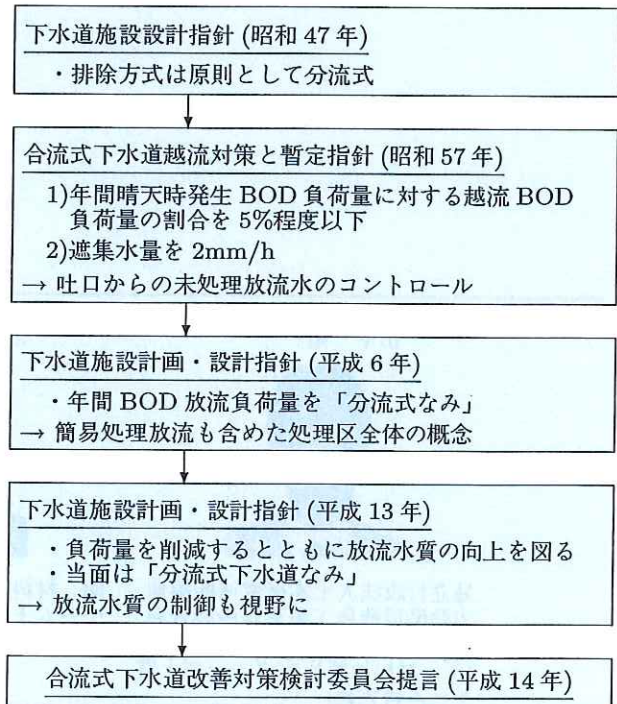 下水道施設設計指針 (昭和 47 年)
・排除方式は原則として分流式
合流式下水道越流対策と暫定指針 (昭和 57 年)
1)年間晴天時発生 BOD 負荷量に対する越流 BOD
負荷量の割合を 5%程度以下
2)遮集水量を 2mm/h
→ 吐口からの未処理放流水のコントロール
下水道施設計画・設計指針 (平成 6 年)
・年間 BOD 放流負荷量を「分流式なみ」
→ 簡易処理放流も含めた処理区全体の概念
下水道施設計画・設計指針 (平成 13 年)
・負荷量を削減するとともに放流水質の向上を図る
・当面は「分流式下水道なみ」
→ 放流水質の制御も視野に
合流式下水道改善対策検討委員会提言 (平成 14 年)